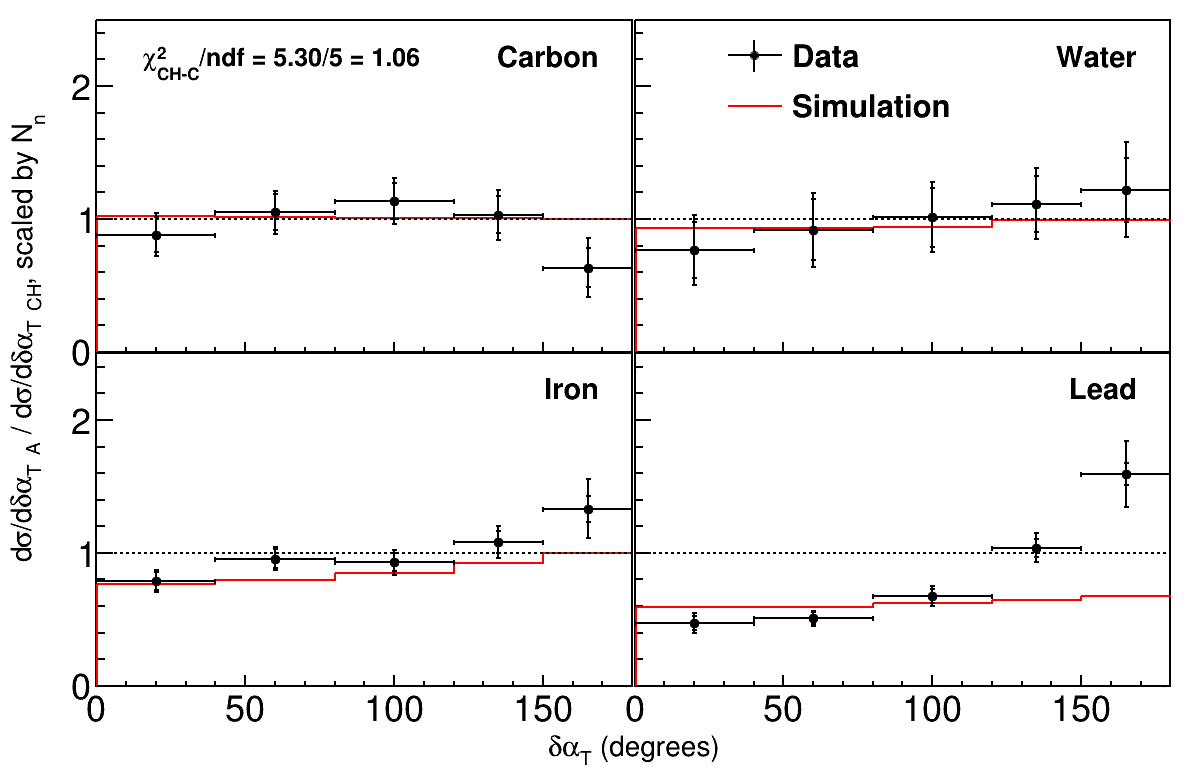 χ²CH-C/ndf = 5.30/5 = 1.06
Carbon
Data
Simulation
Water
2
1
0
Iron
Lead
2
1
0
0 50 100 150 0 50 100 150
δαT (degrees)
dσ/dδαT A / dσ/dδαT CH, scaled by Nn